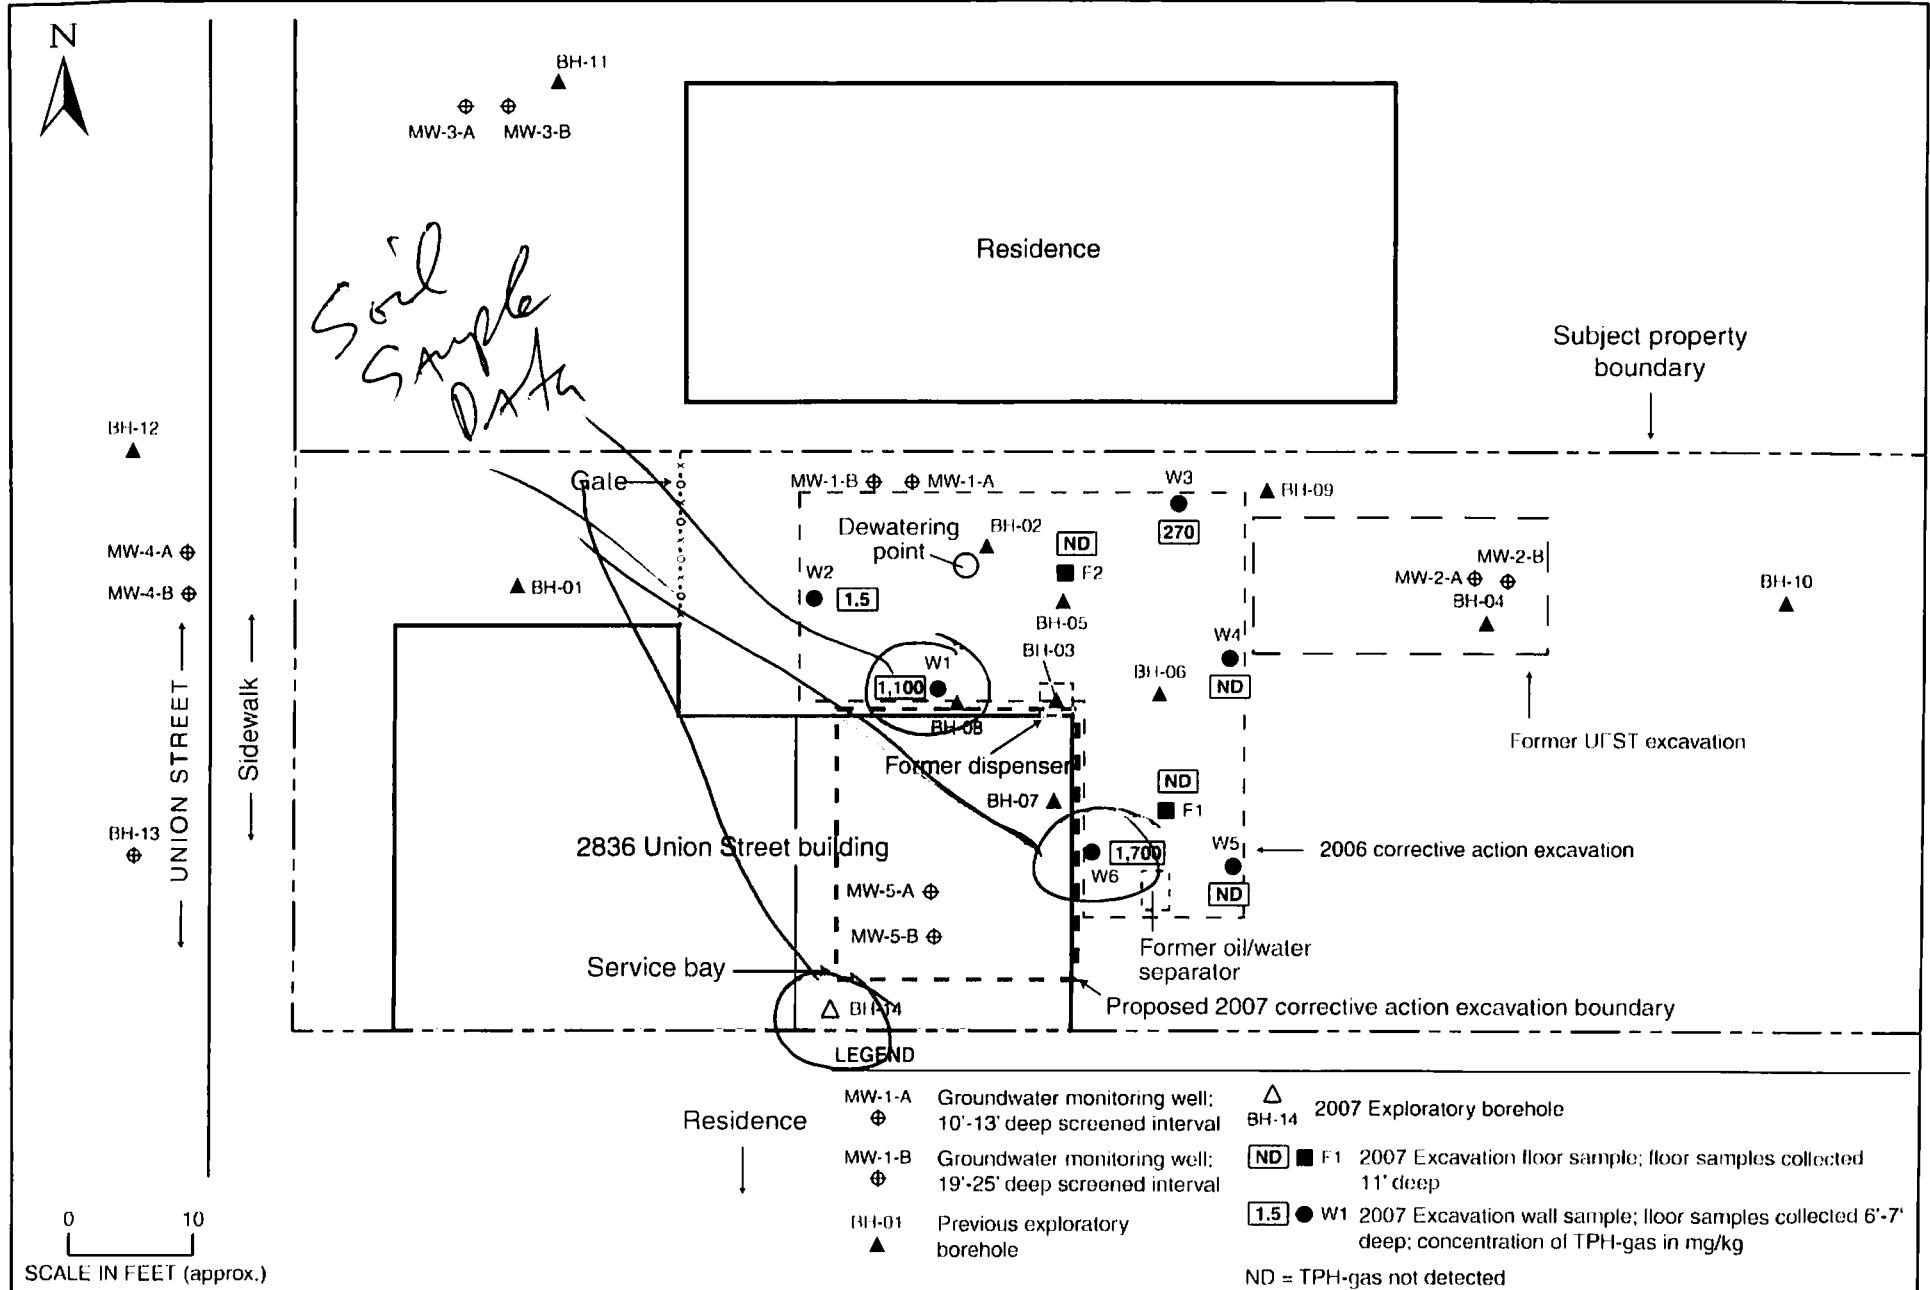 N
BH-11
MW-3-A
MW-3-B
Residence
Soil
Sample
Data
Subject property
boundary
BH-12
Gate
MW-1-B
MW-1-A
W3
BH-09
270
Dewatering
point
BH-02
ND
F2
MW-4-A
MW-4-B
BH-01
W2
1.5
BH-05
MW-2-B
MW-2-A
BH-04
BH-10
BH-03
W4
ND
W1
1,100
BH-06
BH-08
Former dispenser
Former UFST excavation
UNION STREET
Sidewalk
BH-07
ND
F1
BH-13
2836 Union Street building
1,700
W6
W5
ND
2006 corrective action excavation
MW-5-A
MW-5-B
Former oil/water
separator
Service bay
Proposed 2007 corrective action excavation boundary
BH-14
LEGEND
Residence
MW-1-A
Groundwater monitoring well;
10'-13' deep screened interval
MW-1-B
Groundwater monitoring well;
19'-25' deep screened interval
BH-01
Previous exploratory
borehole
BH-14
2007 Exploratory borehole
ND F1 2007 Excavation floor sample; floor samples collected
11' deep
1.5 W1 2007 Excavation wall sample; floor samples collected 6'-7'
deep; concentration of TPH-gas in mg/kg
ND = TPH-gas not detected
0 10
SCALE IN FEET (approx.)